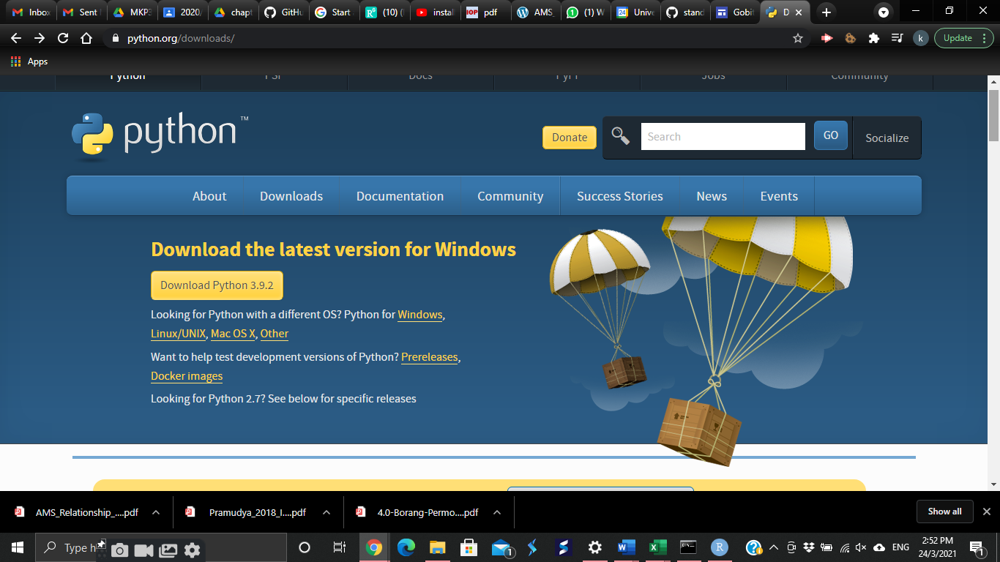 Inbox Sent MKP3 2020/ chapt GitHu Start (10) ( instal pdf AMS_ (1) W Unive stand Gobit D
python.org/downloads/ k Update
Apps
Python PSF Docs PyPI Jobs Community
python™ Donate Search GO Socialize
About Downloads Documentation Community Success Stories News Events
Download the latest version for Windows
Download Python 3.9.2
Looking for Python with a different OS? Python for Windows,
Linux/UNIX, Mac OS X, Other
Want to help test development versions of Python? Prereleases,
Docker images
Looking for Python 2.7? See below for specific releases
AMS_Relationship_....pdf Pramudya_2018_I....pdf 4.0-Borang-Permo....pdf Show all
Type h ENG 2:52 PM
24/3/2021